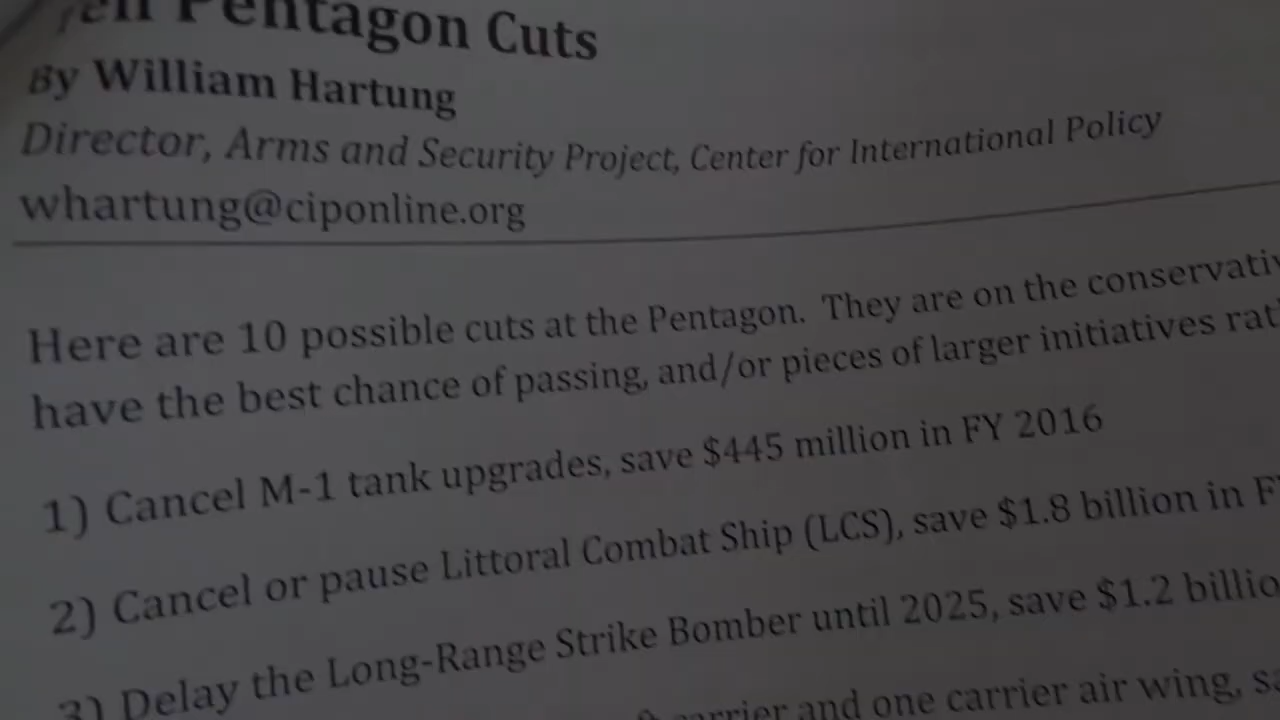 Ten Pentagon Cuts
By William Hartung
Director, Arms and Security Project, Center for International Policy
whartung@ciponline.org
Here are 10 possible cuts at the Pentagon. They are on the
have the best chance of passing, and/or pieces of larger initiatives
1) Cancel M-1 tank upgrades, save $445 million in FY 2016
2) Cancel or pause Littoral Combat Ship (LCS), save $1.8 billion in
3) Delay the Long-Range Strike Bomber until 2025, save $1.2
carrier and one carrier air wing,